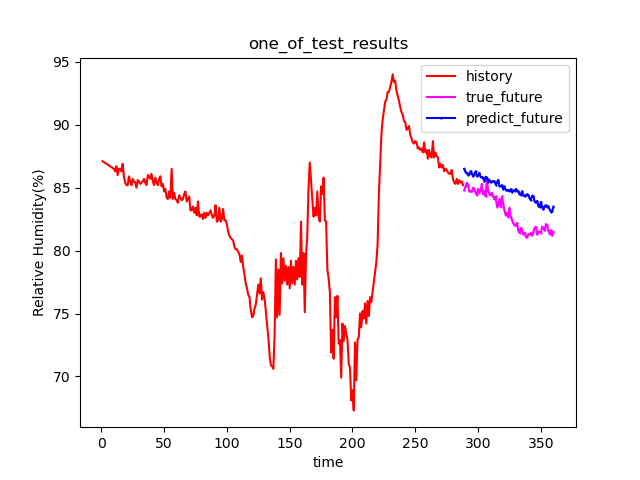 one_of_test_results
history
true_future
predict_future
Relative Humidity(%)
95
90
85
80
75
70
0
50
100
150
200
250
300
350
time